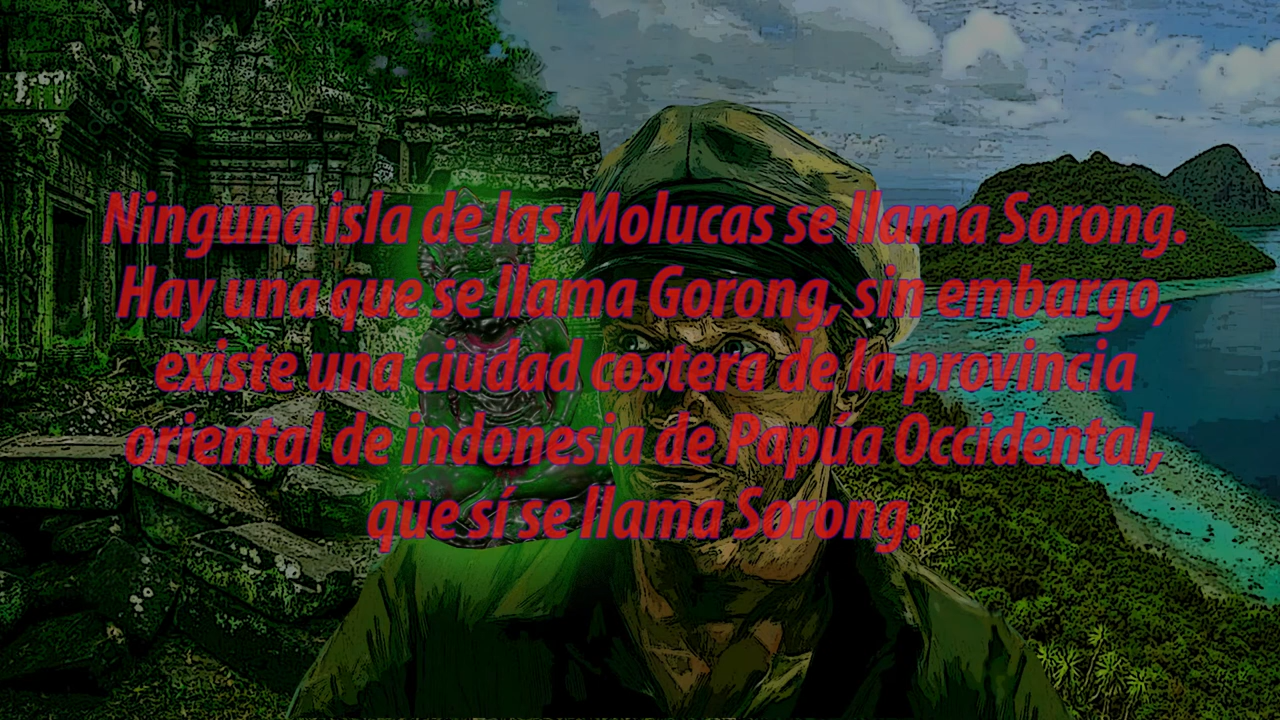 Ninguna isla de las Molucas se llama Sorong.
Hay una que se llama Gorong, sin embargo,
existe una ciudad costera de la provincia
oriental de indonesia de Papúa Occidental,
que sí se llama Sorong.